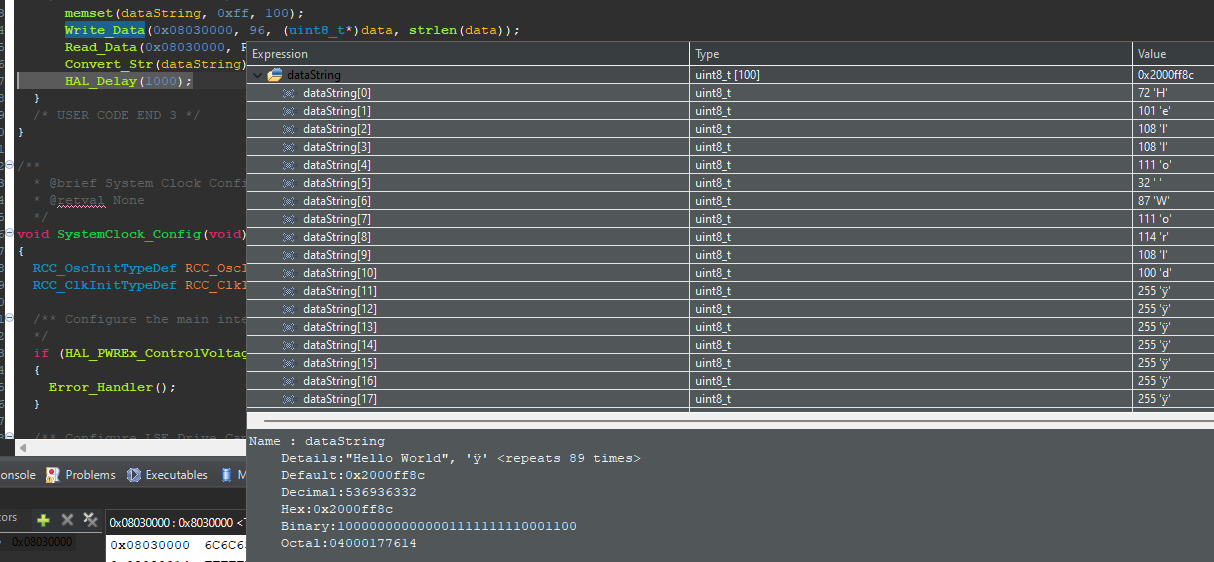 memset(dataString, 0xff, 100);
Write_Data(0x08030000, 96, (uint8_t*)data, strlen(data));
Read_Data(0x08030000,
Convert_Str(dataString)
HAL_Delay(1000);
}
/* USER CODE END 3 */
}
/**
* @brief System Clock Confi
* @retval None
*/
void SystemClock_Config(void)
{
RCC_OscInitTypeDef RCC_OscI
RCC_ClkInitTypeDef RCC_ClkI
/** Configure the main inte
*/
if (HAL_PWREx_ControlVoltag
{
Error_Handler();
}
Expression Type Value
dataString uint8_t [100] 0x2000ff8c
dataString[0] uint8_t 72 'H'
dataString[1] uint8_t 101 'e'
dataString[2] uint8_t 108 'l'
dataString[3] uint8_t 108 'l'
dataString[4] uint8_t 111 'o'
dataString[5] uint8_t 32 ' '
dataString[6] uint8_t 87 'W'
dataString[7] uint8_t 111 'o'
dataString[8] uint8_t 114 'r'
dataString[9] uint8_t 108 'l'
dataString[10] uint8_t 100 'd'
dataString[11] uint8_t 255 'ÿ'
dataString[12] uint8_t 255 'ÿ'
dataString[13] uint8_t 255 'ÿ'
dataString[14] uint8_t 255 'ÿ'
dataString[15] uint8_t 255 'ÿ'
dataString[16] uint8_t 255 'ÿ'
dataString[17] uint8_t 255 'ÿ'
Name : dataString
Details:"Hello World", 'ÿ' <repeats 89 times>
Default:0x2000ff8c
Decimal:536936332
Hex:0x2000ff8c
Binary:100000000000001111111110001100
Octal:04000177614
onsole Problems Executables M
ors
0x08030000
0x08030000 : 0x8030000 <
0x08030000 6C6C6